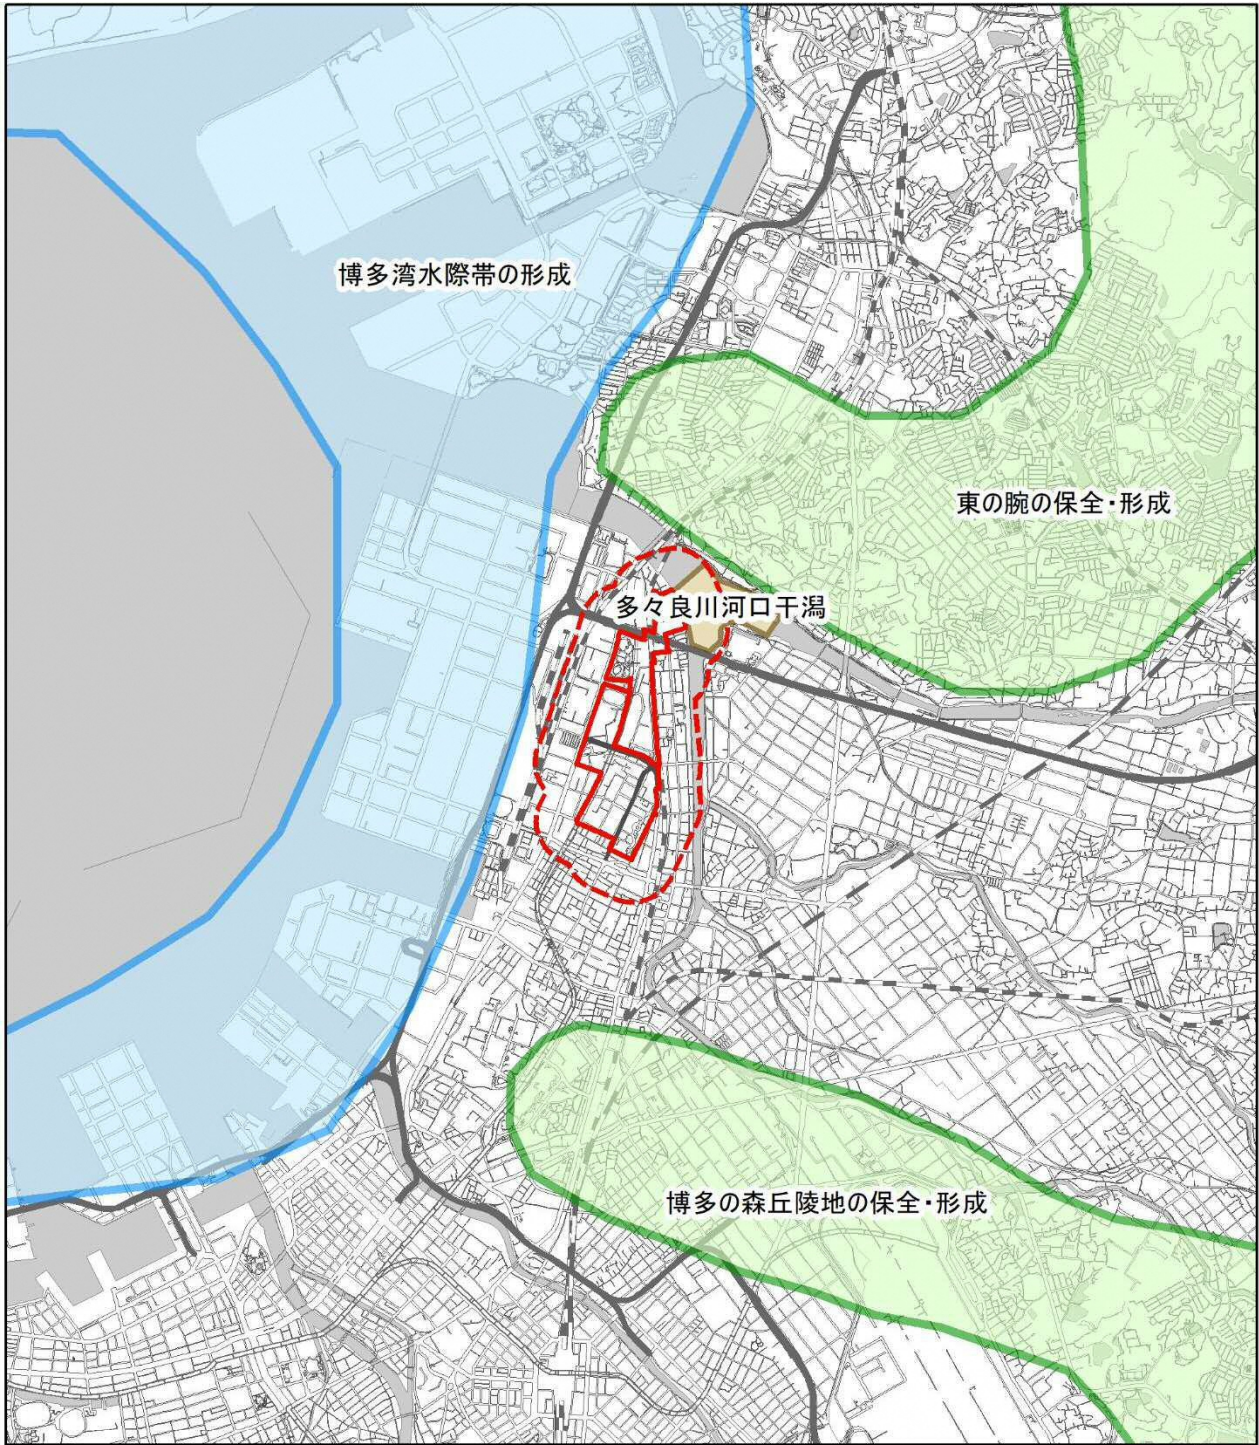 博多湾水際帯の形成
東の腕の保全・形成
多々良川河口干潟
博多の森丘陵地の保全・形成